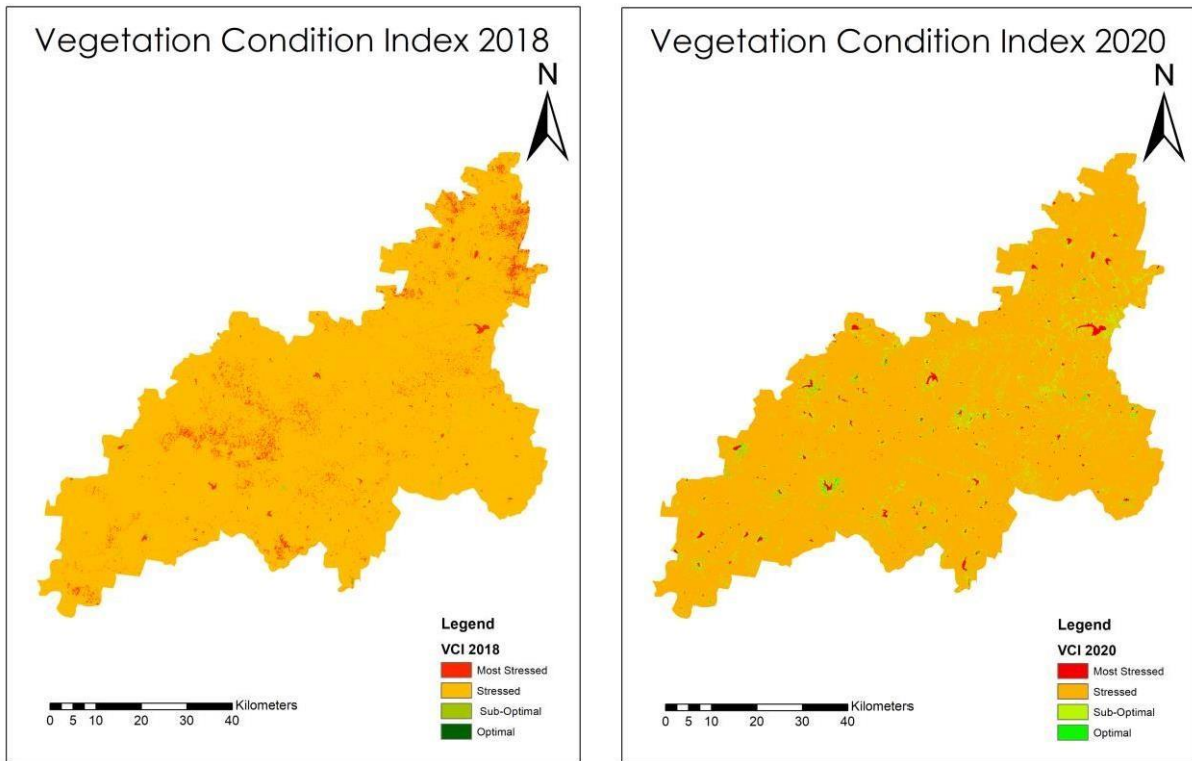 Vegetation Condition Index 2018
N
Legend
VCI 2018
Most Stressed
Stressed
Sub-Optimal
Optimal
Kilometers
0 5 10 20 30 40
Vegetation Condition Index 2020
N
Legend
VCI 2020
Most Stressed
Stressed
Sub-Optimal
Optimal
Kilometers
0 5 10 20 30 40